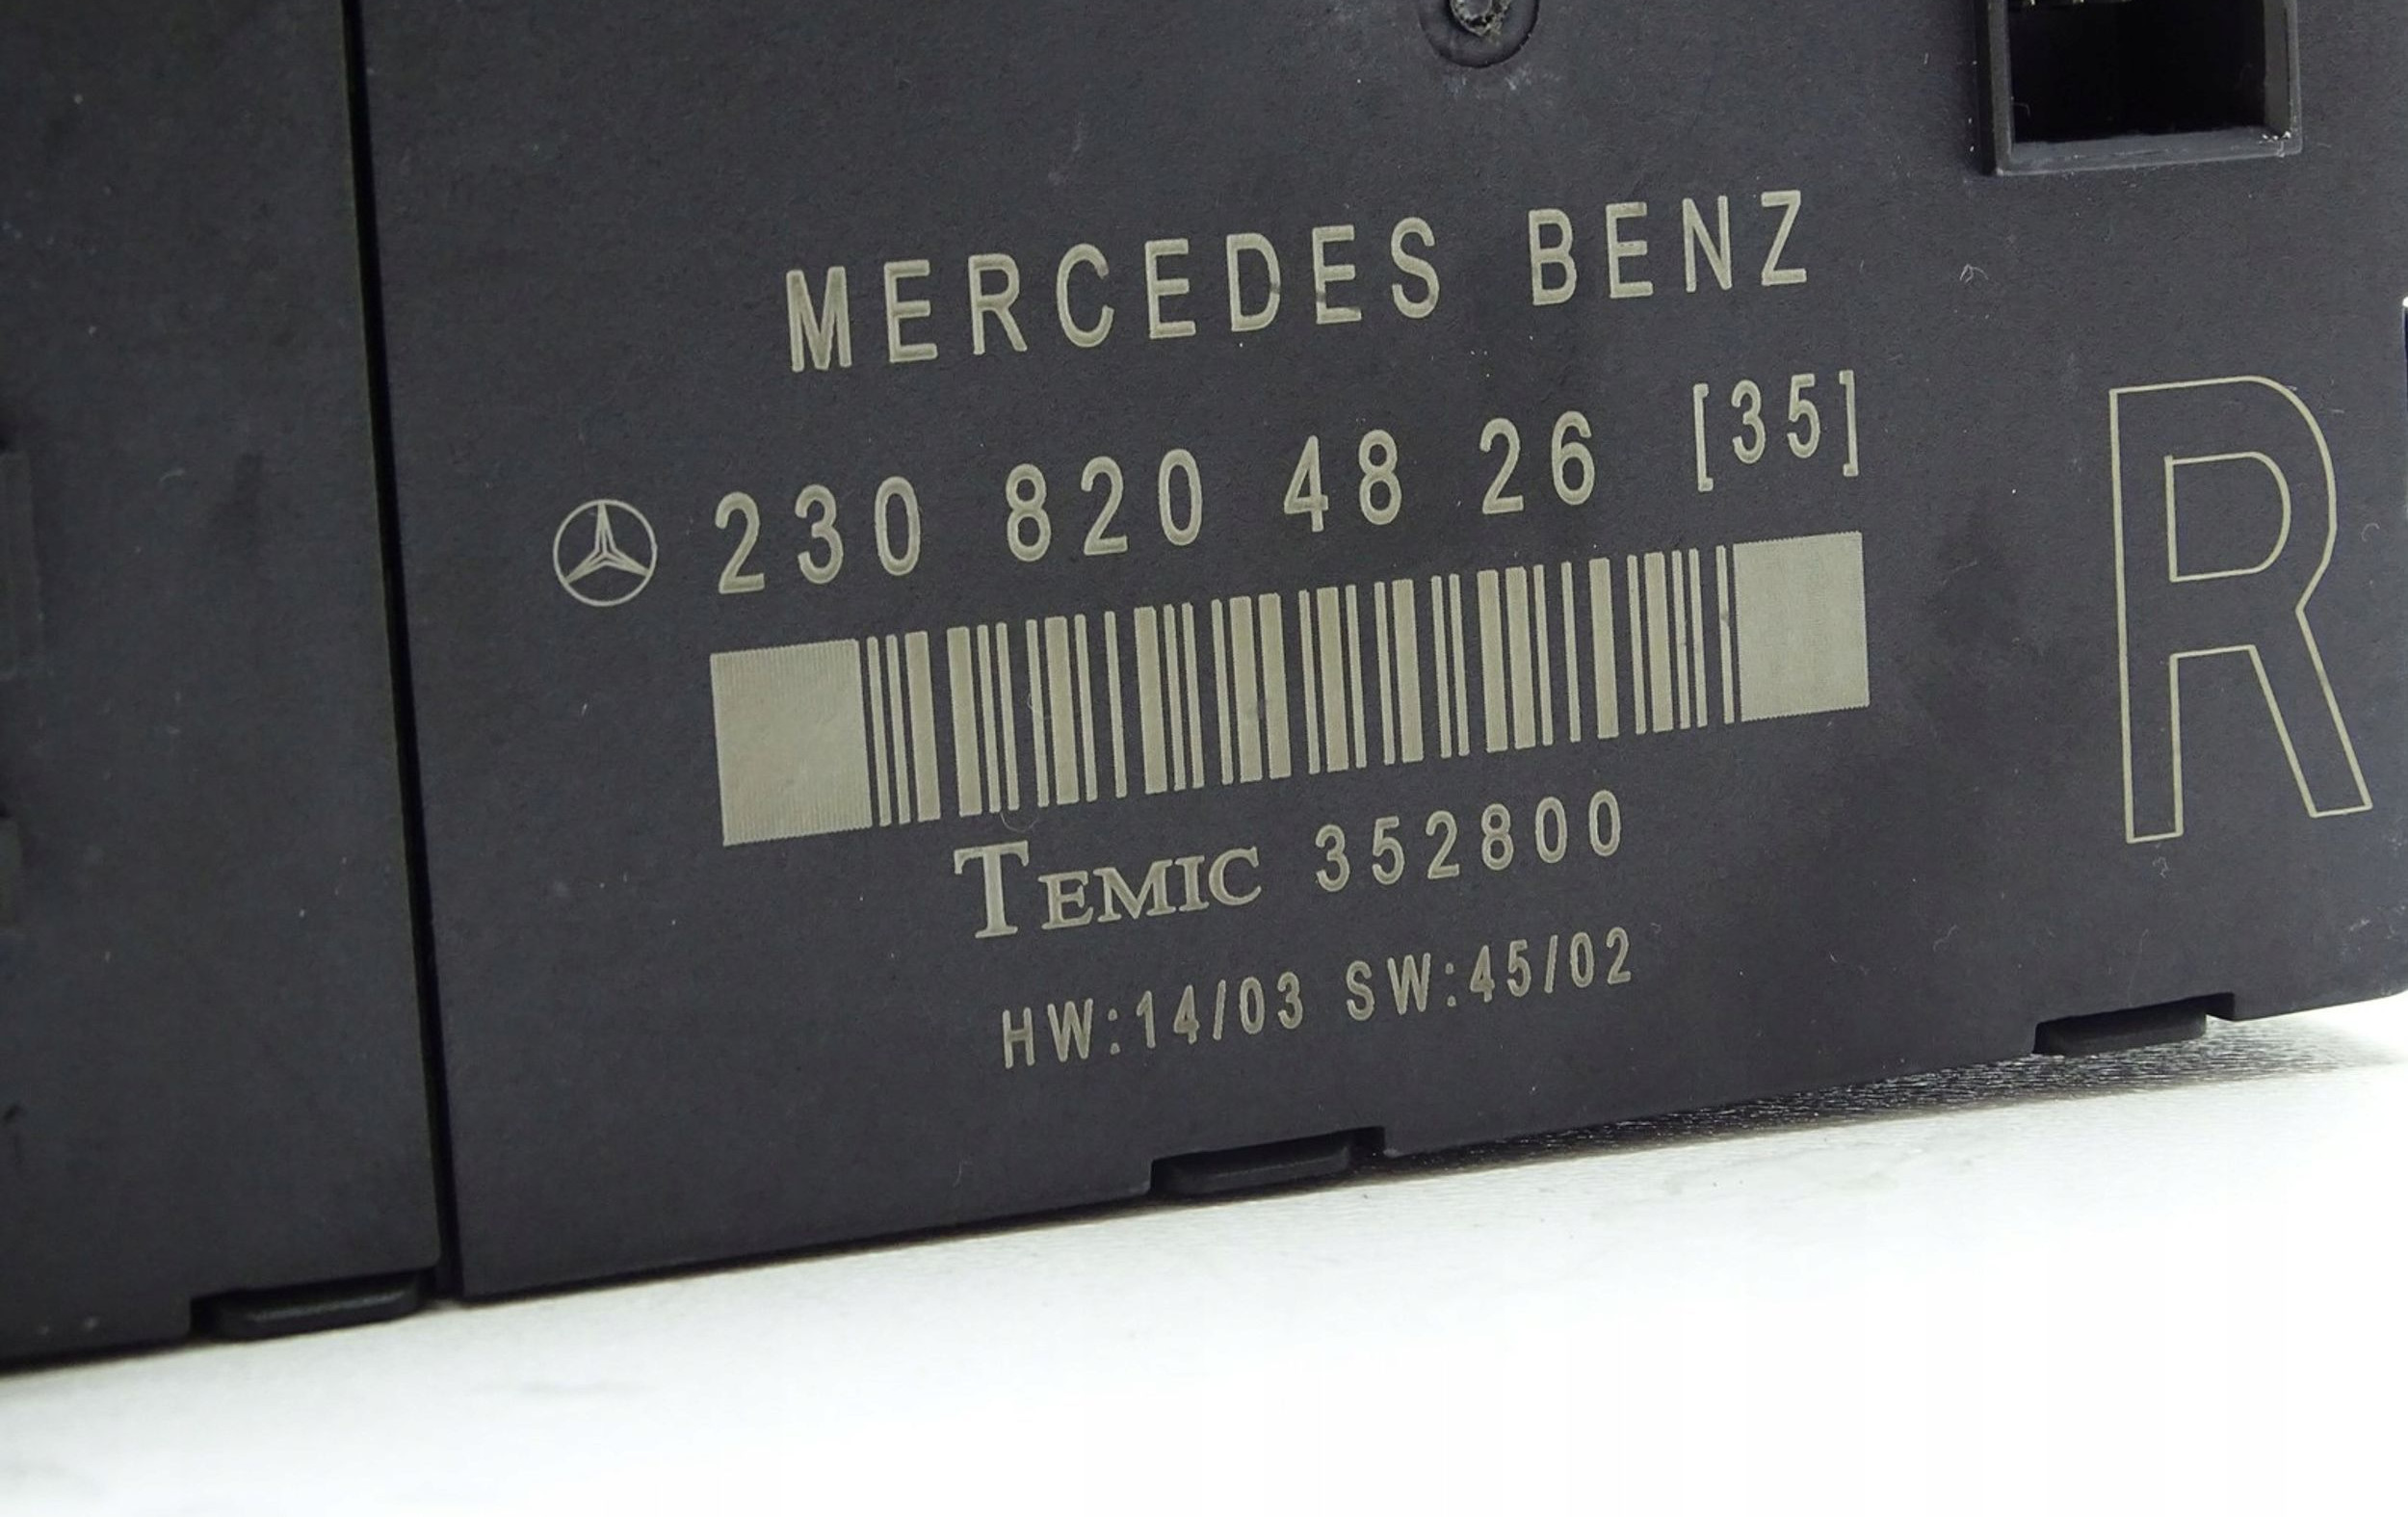 MERCEDES BENZ
230 820 48 26 [35]
TEMIC 352800
HW:14/03 SW:45/02
R